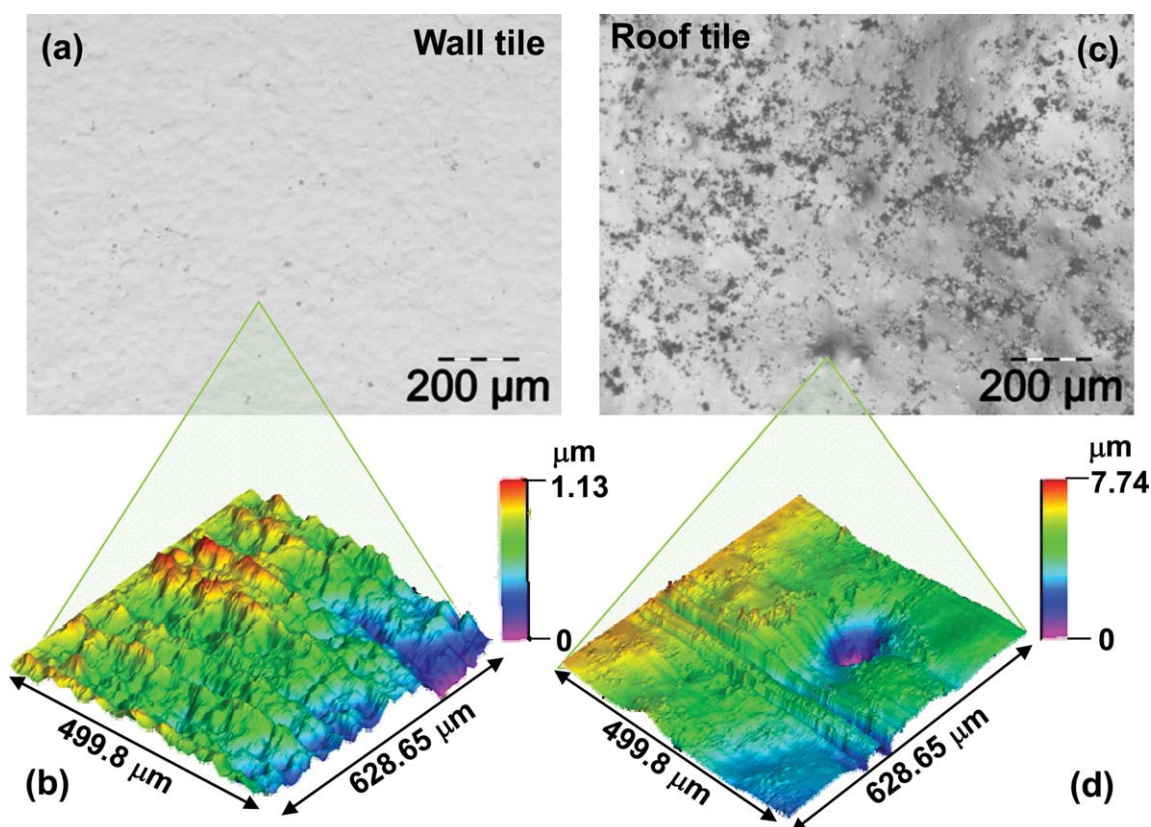 (a)
Wall tile
200 µm
Roof tile
(c)
200 µm
µm
1.13
0
499.8 µm
628.65 µm
(b)
µm
7.74
0
499.8 µm
628.65 µm
(d)